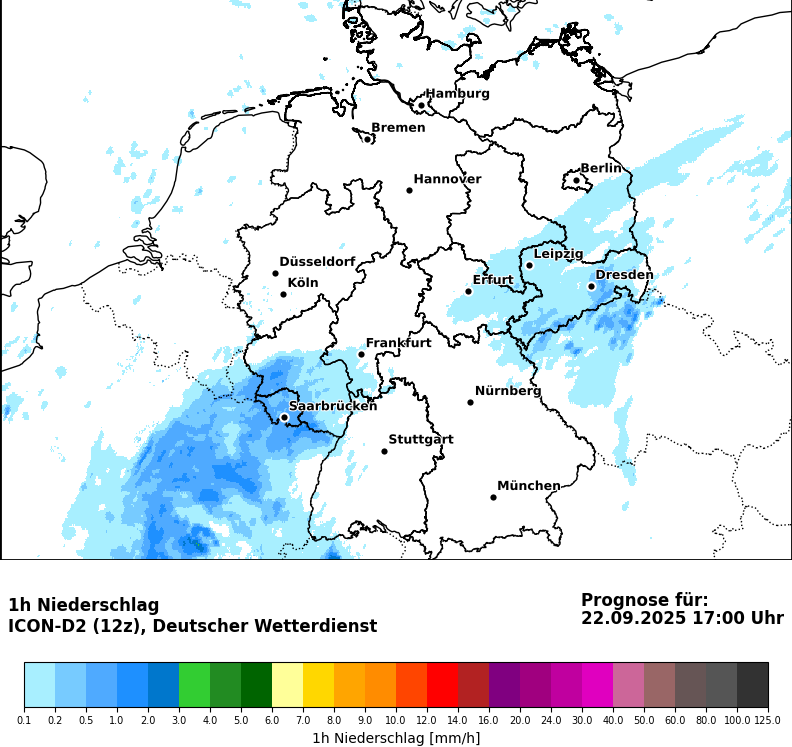 Hamburg
Bremen
Berlin
Hannover
Leipzig
Düsseldorf
Dresden
Köln
Erfurt
Frankfurt
Nürnberg
Saarbrücken
Stuttgart
München
1h Niederschlag
ICON-D2 (12z), Deutscher Wetterdienst
Prognose für:
22.09.2025 17:00 Uhr
0.1 0.2 0.5 1.0 2.0 3.0 4.0 5.0 6.0 7.0 8.0 9.0 10.0 12.0 14.0 16.0 20.0 24.0 30.0 40.0 50.0 60.0 80.0 100.0 125.0
1h Niederschlag [mm/h]